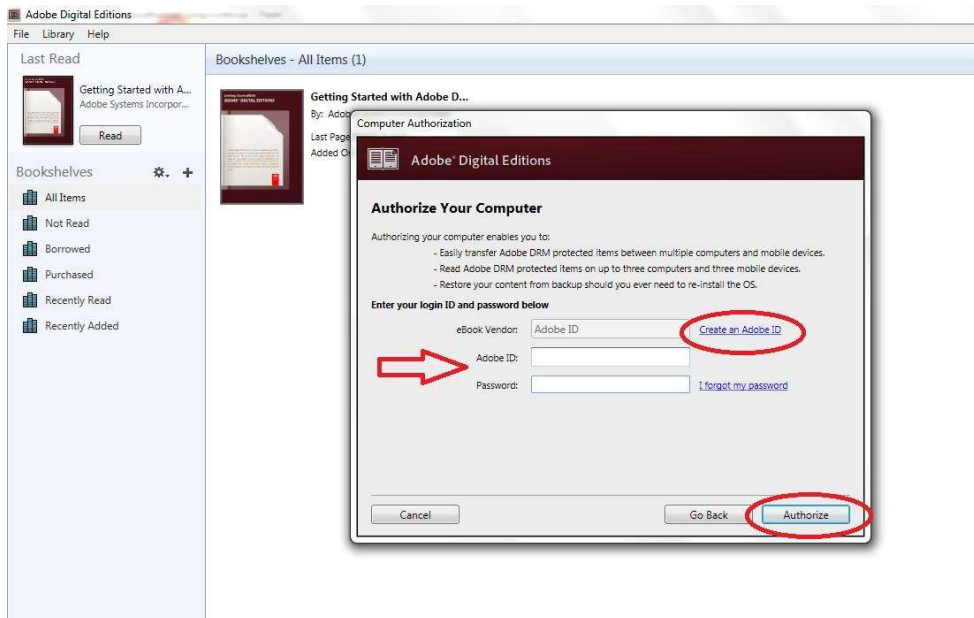 Adobe Digital Editions
File Library Help
Last Read
Getting Started with A...
Adobe Systems Incorpor...
Read
Bookshelves
All Items
Not Read
Borrowed
Purchased
Recently Read
Recently Added
Bookshelves - All Items (1)
Getting Started with Adobe D...
By: Adob
Last Page
Added O
Computer Authorization
Adobe® Digital Editions
Authorize Your Computer
Authorizing your computer enables you to:
- Easily transfer Adobe DRM protected items between multiple computers and mobile devices.
- Read Adobe DRM protected items on up to three computers and three mobile devices.
- Restore your content from backup should you ever need to re-install the OS.
Enter your login ID and password below
eBook Vendor: Adobe ID Create an Adobe ID
Adobe ID:
Password: I forgot my password
Cancel Go Back Authorize